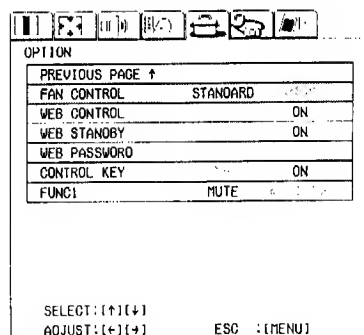 OPTION
PREVIOUS PAGE ↑
FAN CONTROL STANDARD
WEB CONTROL ON
WEB STANDBY ON
WEB PASSWORD
CONTROL KEY ON
FUNC1 MUTE
SELECT:[↑][↓]
ADJUST:[←][→] ESC :[MENU]